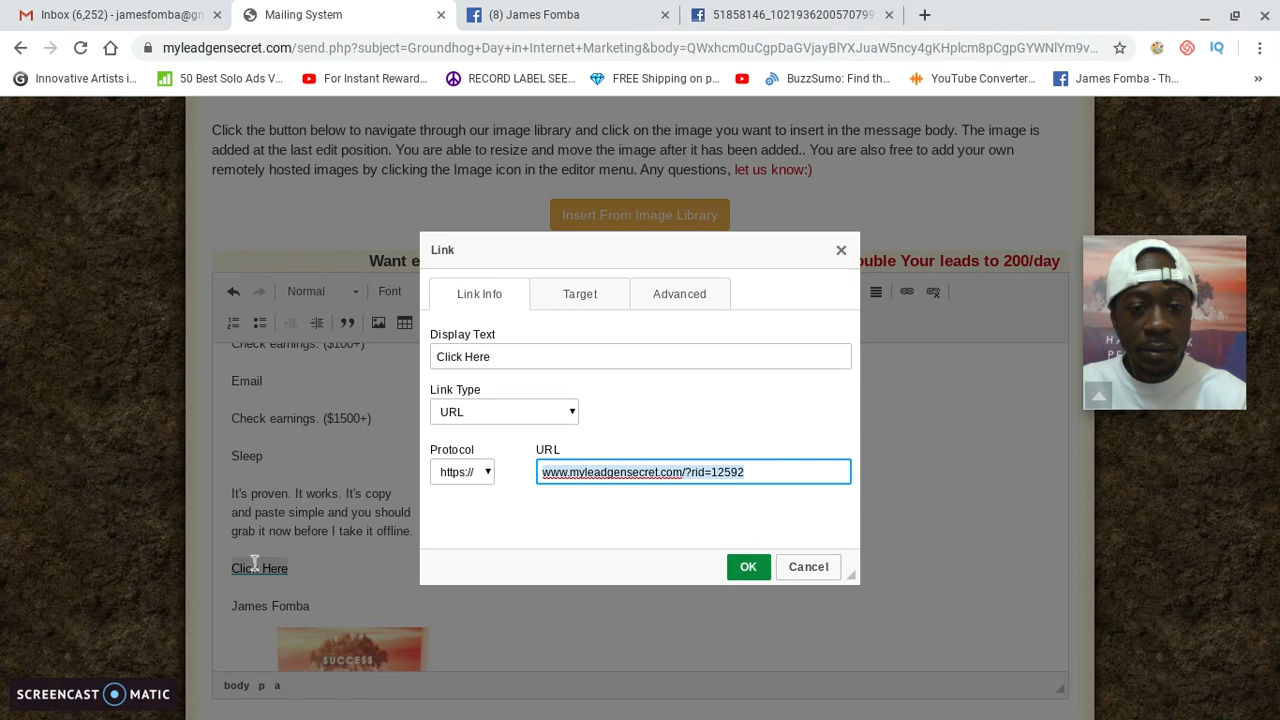 Inbox (6,252) - jamesfomba@gm
Mailing System
(8) James Fomba
51858146_1021936200570799
myleadgensecret.com/send.php?subject=Groundhog+Day+in+Internet+Marketing&body=QWxhcm0uCgpDaGVjayBlYXJuaW5ncy4gKHplcm8pCgpGYWNlYm9v...
Innovative Artists i...
50 Best Solo Ads V...
For Instant Reward...
RECORD LABEL SEE...
FREE Shipping on p...
BuzzSumo: Find th...
YouTube Converter...
James Fomba - Th...
Click the button below to navigate through our image library and click on the image you want to insert in the message body. The image is
added at the last edit position. You are able to resize and move the image after it has been added.. You are also free to add your own
remotely hosted images by clicking the Image icon in the editor menu. Any questions, let us know:)
Insert From Image Library
Want e
ouble Your leads to 200/day
Normal
Font
Link
Link Info
Target
Advanced
Display Text
Click Here
Link Type
URL
Protocol
URL
https://
www.myleadgensecret.com/?rid=12592
OK
Cancel
Check earnings. ($100+)
Email
Check earnings. ($1500+)
Sleep
It's proven. It works. It's copy
and paste simple and you should
grab it now before I take it offline.
Click Here
James Fomba
SUCCESS
body p a
SCREENCAST MATIC